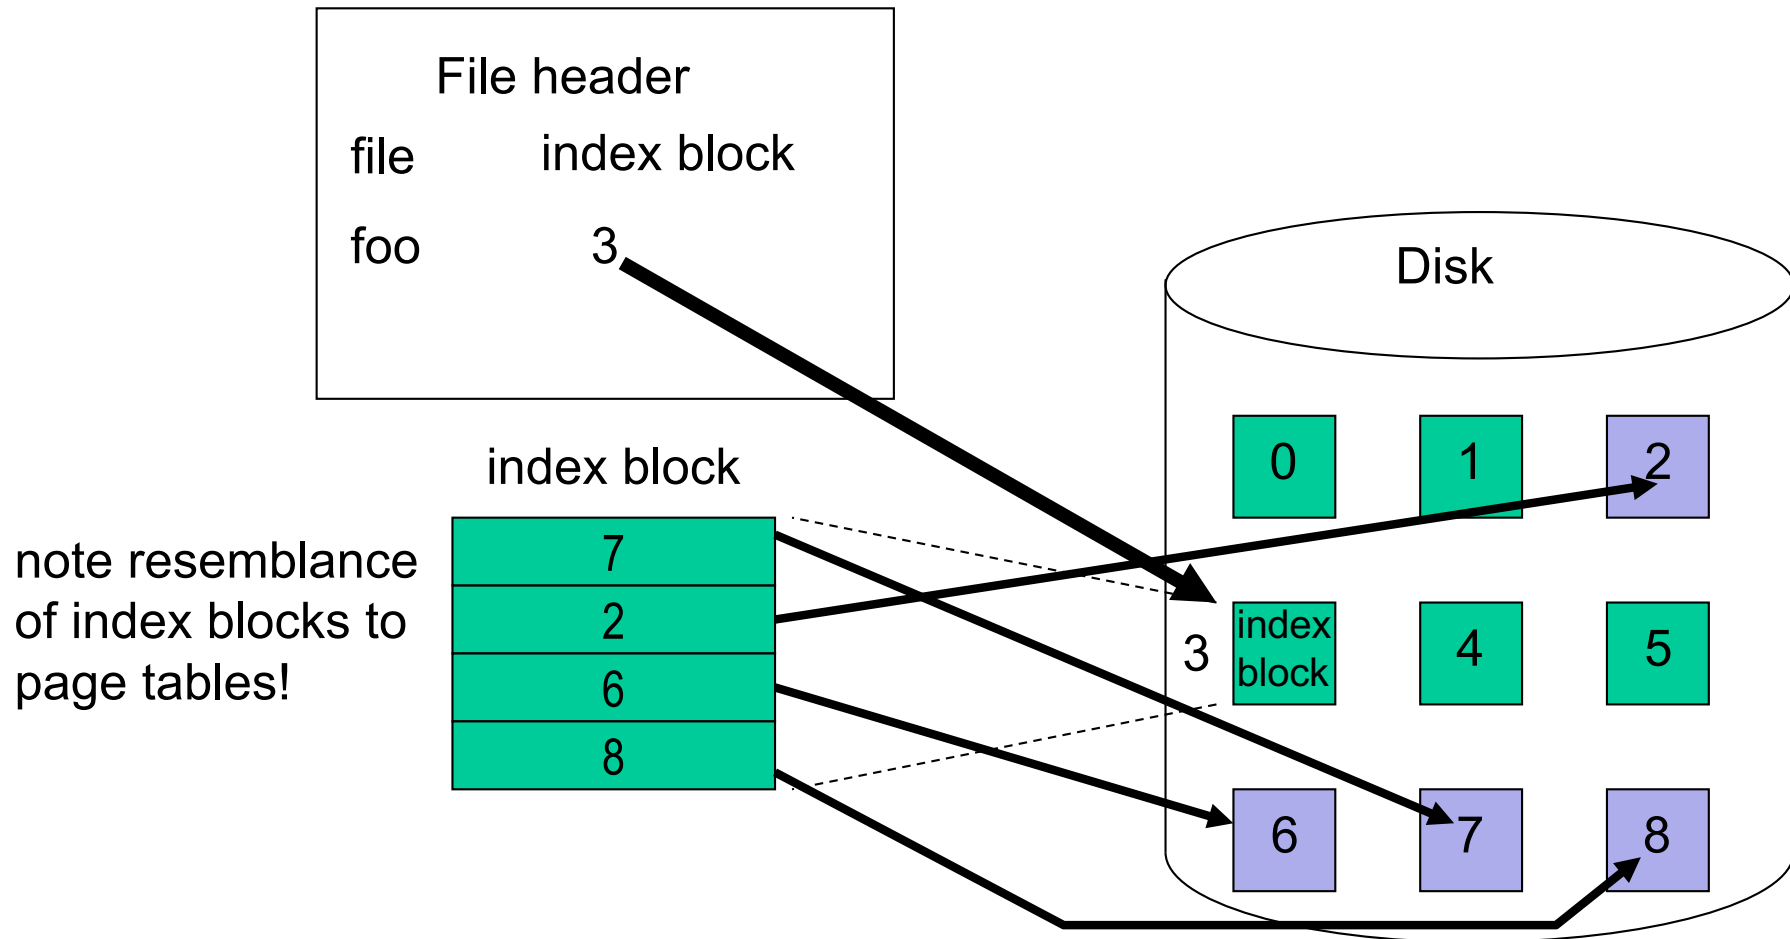 File header
file index block
foo 3
index block
7
2
6
8
note resemblance
of index blocks to
page tables!
Disk
0 1 2
3 index
block
4 5
6 7 8